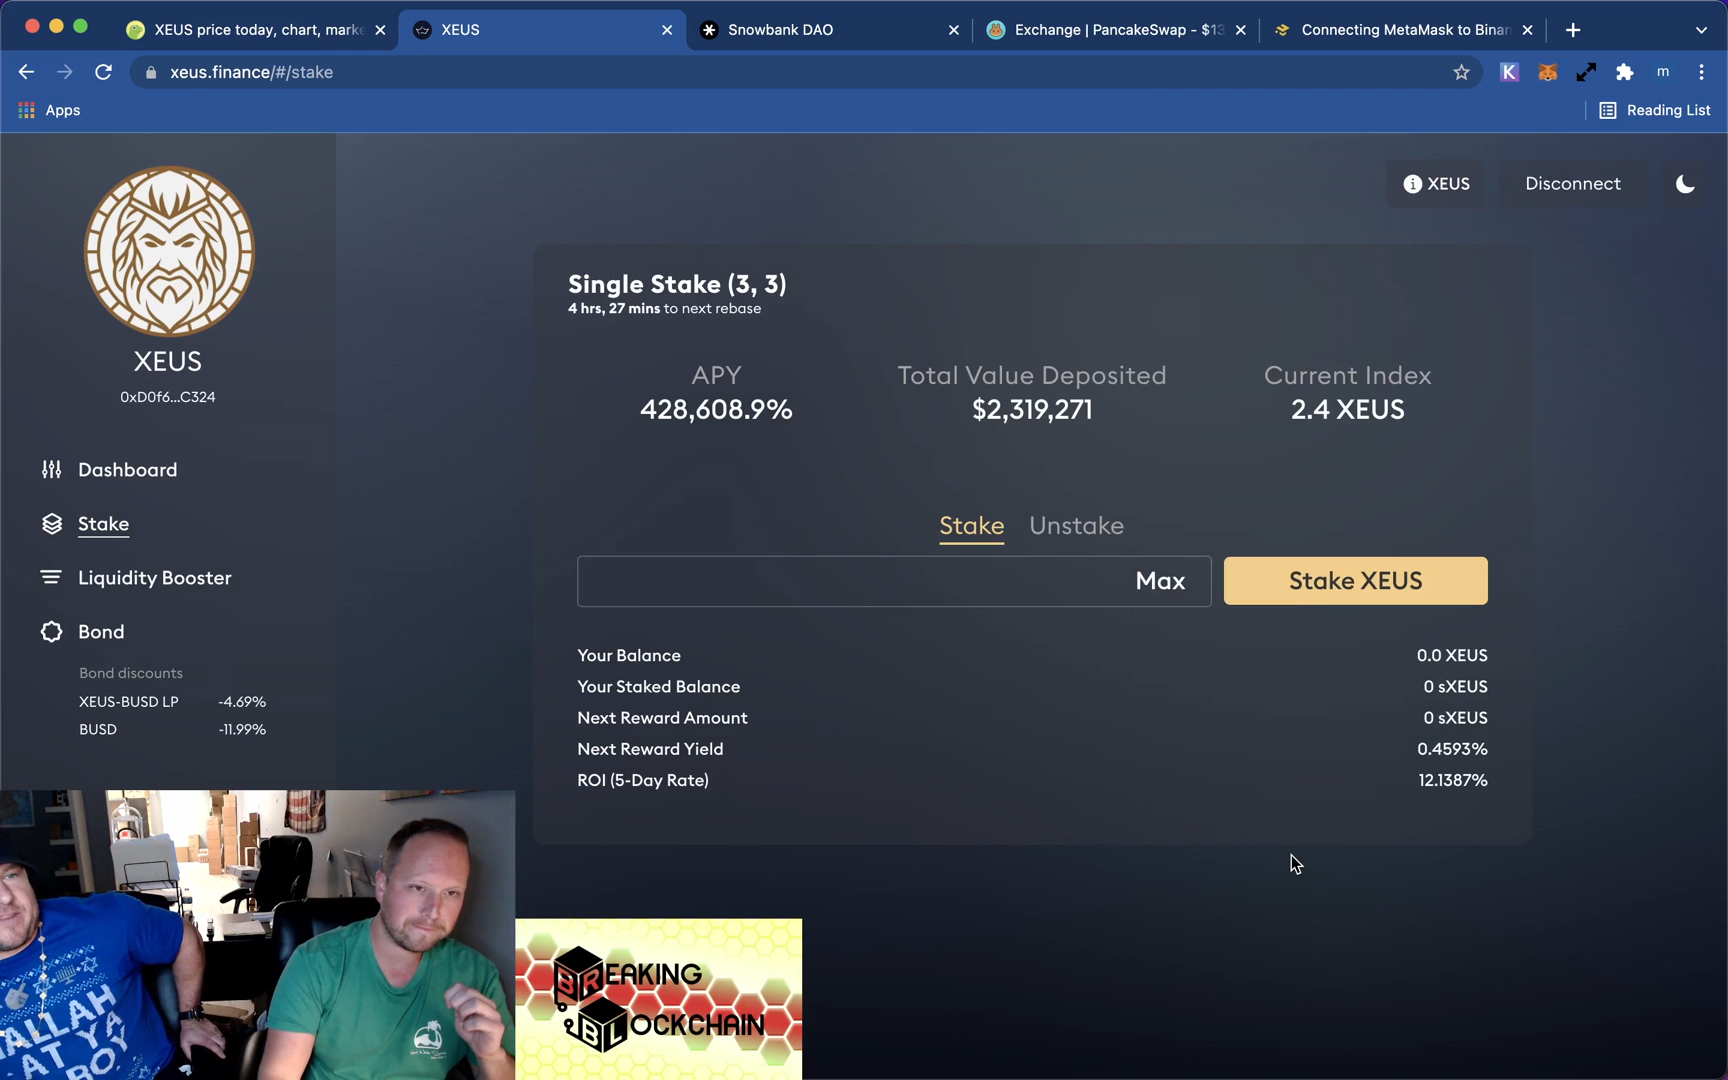 XEUS price today, chart, marke
XEUS
Snowbank DAO
Exchange | PancakeSwap - $13
Connecting MetaMask to Binan
xeus.finance/#/stake
K
m
Apps
Reading List
XEUS
0xD0f6...C324
Dashboard
Stake
Liquidity Booster
Bond
Bond discounts
XEUS-BUSD LP -4.69%
BUSD -11.99%
i XEUS
Disconnect
Single Stake (3, 3)
4 hrs, 27 mins to next rebase
APY
428,608.9%
Total Value Deposited
$2,319,271
Current Index
2.4 XEUS
Stake Unstake
Max
Stake XEUS
Your Balance 0.0 XEUS
Your Staked Balance 0 sXEUS
Next Reward Amount 0 sXEUS
Next Reward Yield 0.4593%
ROI (5-Day Rate) 12.1387%
AT YA
BOY
BREAKING
BLOCKCHAIN